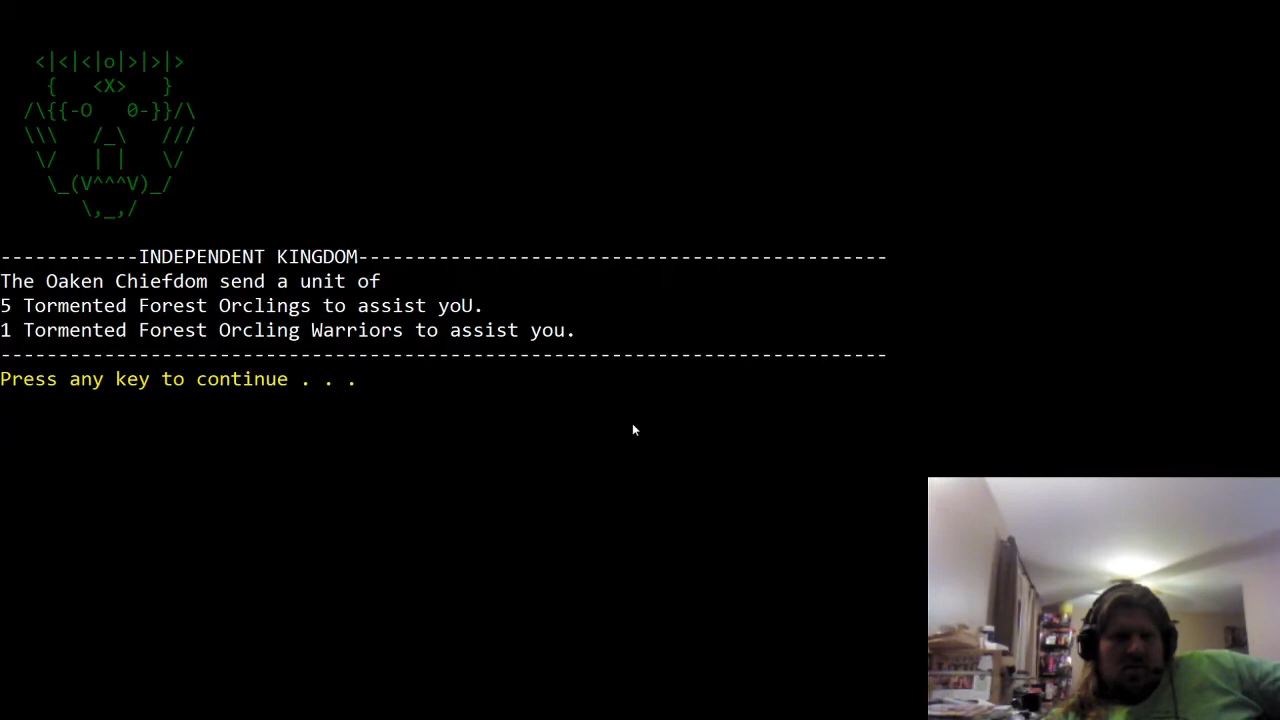 <|<|<|o|>|>|>
{   <X>   }
/\{{-O   0-}}/\
\\\   /_\   ///
\/   | |   \/
\_(V^^^V)_/
\,_,/
------------INDEPENDENT KINGDOM----------------------------------------------
The Oaken Chiefdom send a unit of
5 Tormented Forest Orclings to assist yoU.
1 Tormented Forest Orcling Warriors to assist you.
-----------------------------------------------------------------------------
Press any key to continue . . .